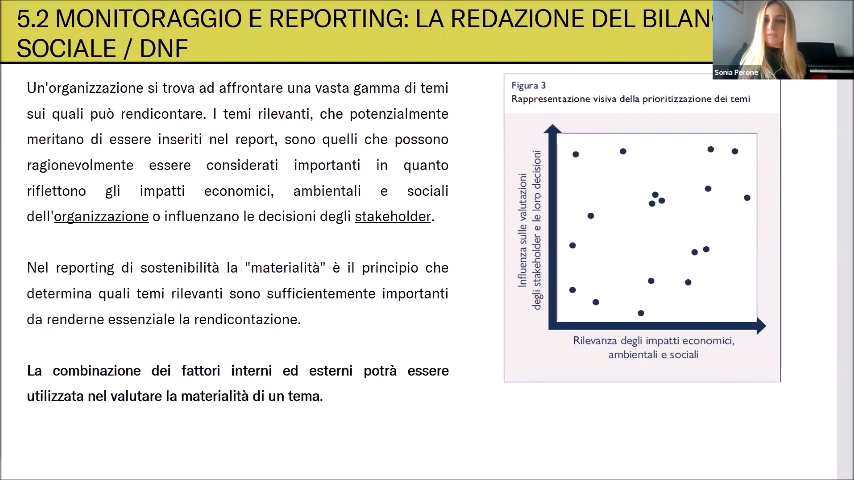 5.2 MONITORAGGIO E REPORTING: LA REDAZIONE DEL
SOCIALE / DNF
Sonia Perone
Un'organizzazione si trova ad affrontare una vasta gamma di temi
sui quali può rendicontare. I temi rilevanti, che potenzialmente
meritano di essere inseriti nel report, sono quelli che possono
ragionevolmente essere considerati importanti in quanto
riflettono gli impatti economici, ambientali e sociali
dell'organizzazione o influenzano le decisioni degli stakeholder.
Nel reporting di sostenibilità la "materialità" è il principio che
determina quali temi rilevanti sono sufficientemente importanti
da renderne essenziale la rendicontazione.
La combinazione dei fattori interni ed esterni potrà essere
utilizzata nel valutare la materialità di un tema.
Figura 3
Rappresentazione visiva della prioritizzazione dei temi
Influenza sulle valutazioni
degli stakeholder e le loro decisioni
Rilevanza degli impatti economici,
ambientali e sociali